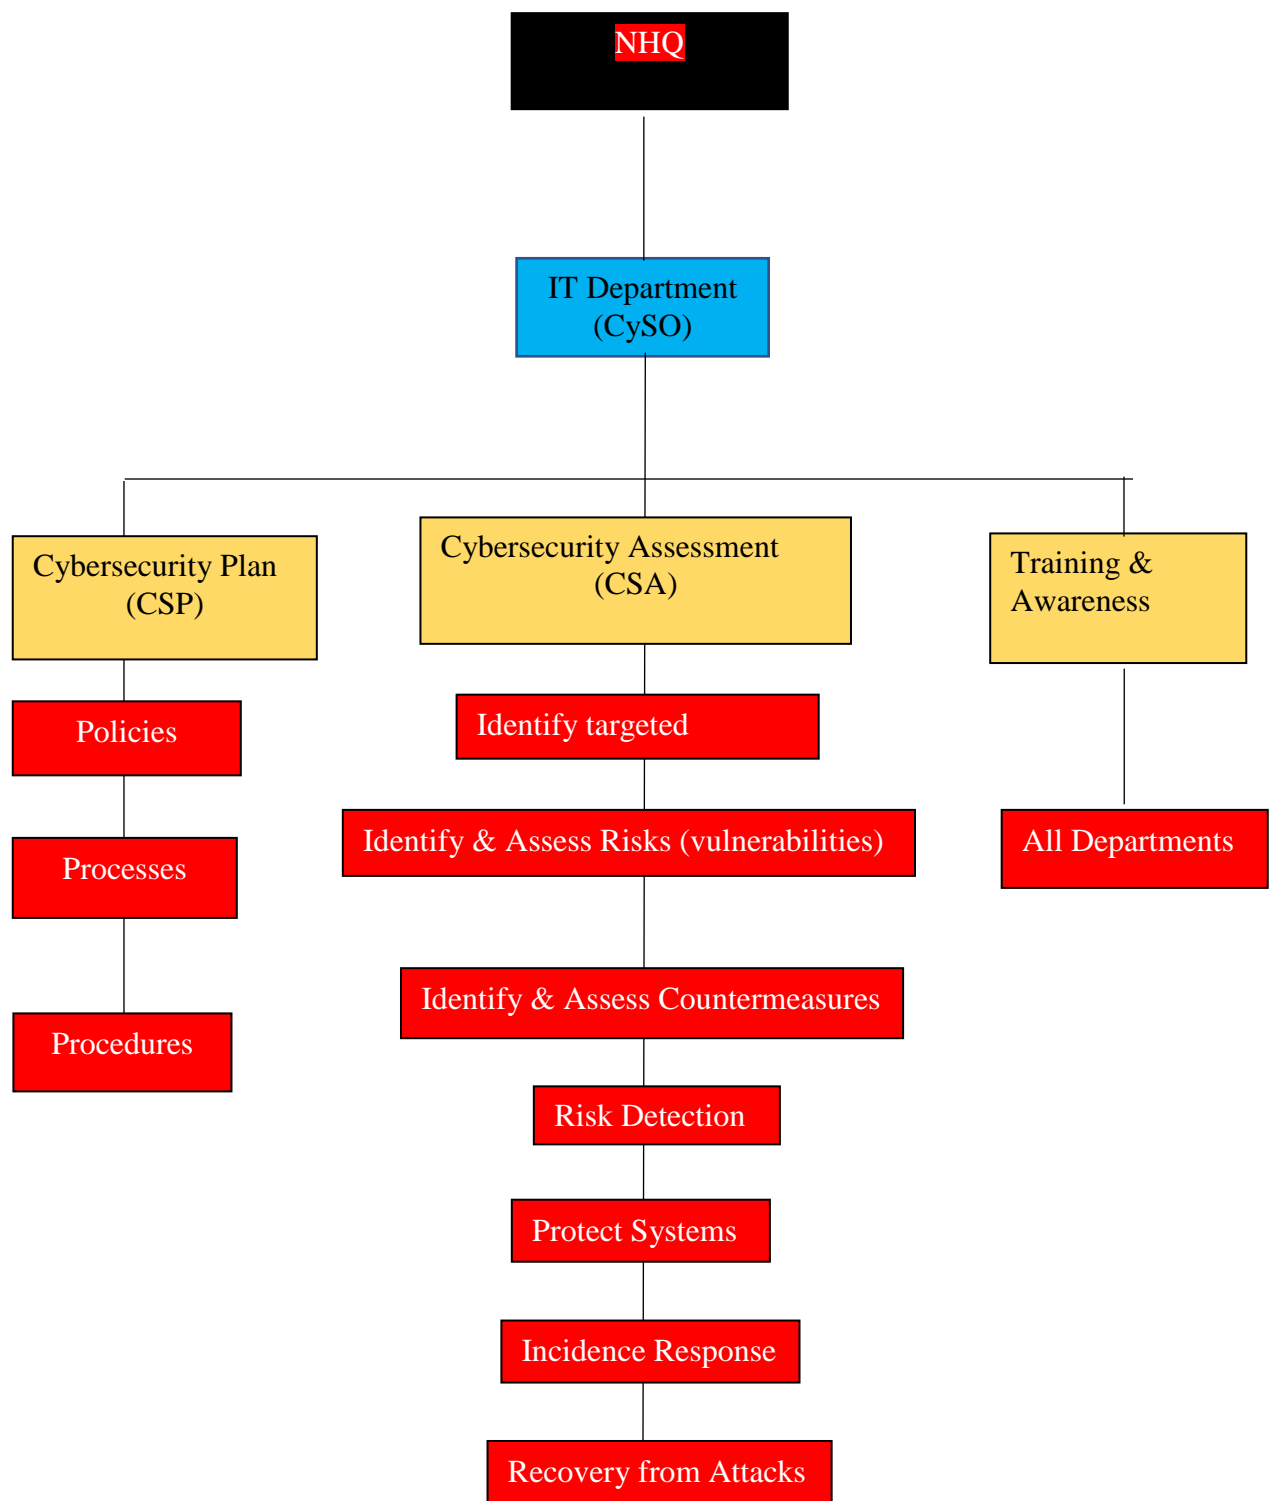 NHQ
IT Department
(CySO)
Cybersecurity Plan
(CSP)
Policies
Processes
Procedures
Cybersecurity Assessment
(CSA)
Identify targeted
Identify & Assess Risks (vulnerabilities)
Identify & Assess Countermeasures
Risk Detection
Protect Systems
Incidence Response
Recovery from Attacks
Training &
Awareness
All Departments